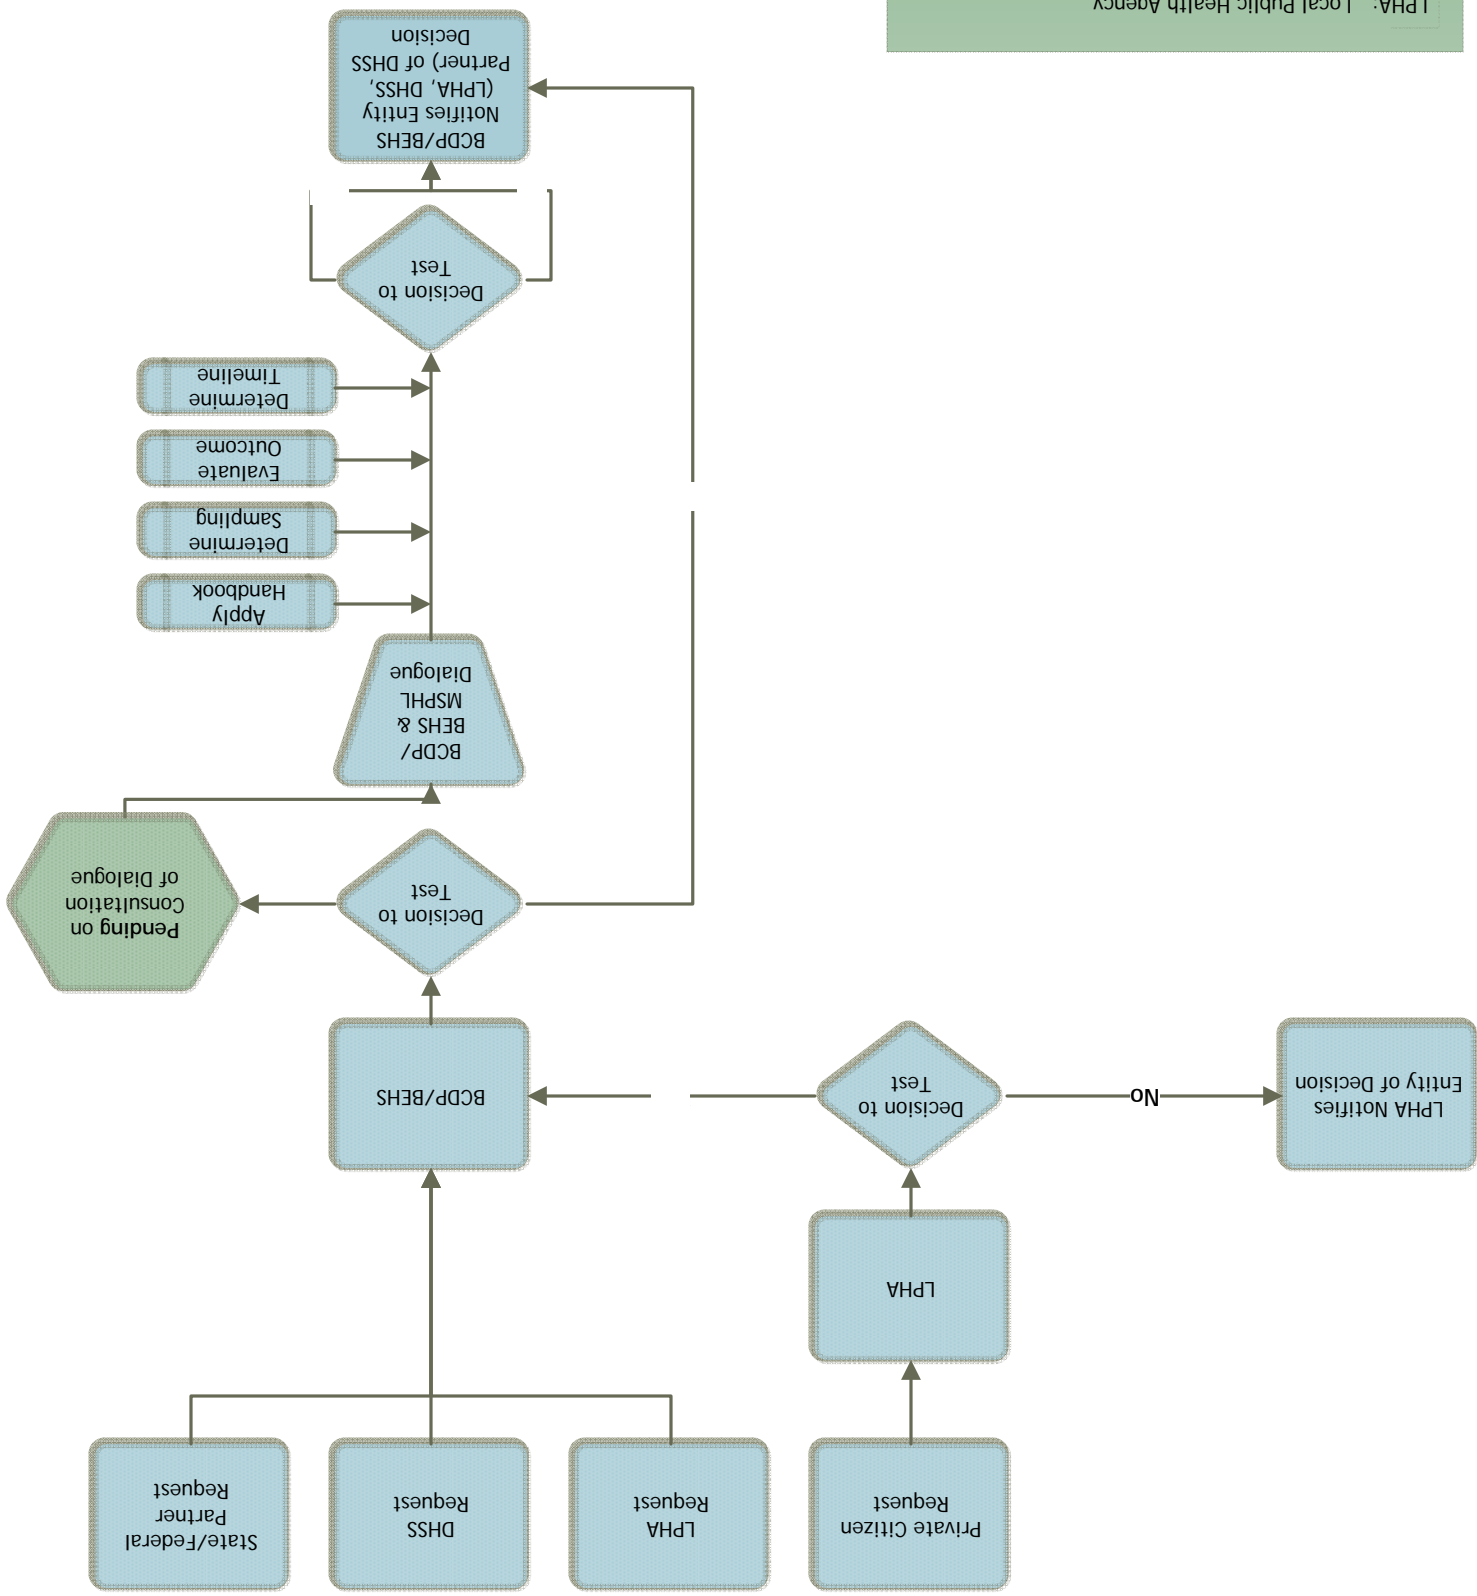 Private Citizen
Request
LPHA
Request
DHSS
Request
State/Federal
Partner
Request
LPHA
LPHA Notifies
Entity of Decision
No
Decision to
Test
BCDP/BEHS
Decision to
Test
Pending on
Consultation
of Dialogue
BCDP/
BEHS &
MSPHL
Dialogue
Apply
Handbook
Determine
Sampling
Evaluate
Outcome
Determine
Timeline
Decision to
Test
BCDP/BEHS
Notifies Entity
(LPHA, DHSS,
Partner) of DHSS
Decision
LPHA: Local Public Health Agency